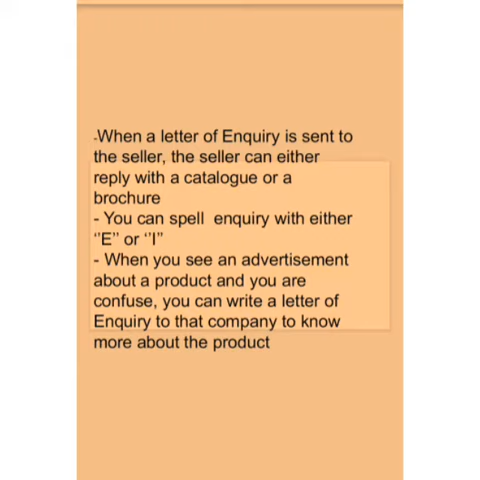 -When a letter of Enquiry is sent to
the seller, the seller can either
reply with a catalogue or a
brochure
- You can spell  enquiry with either
‘’E’’ or ‘’I’’
- When you see an advertisement
about a product and you are
confuse, you can write a letter of
Enquiry to that company to know
more about the product